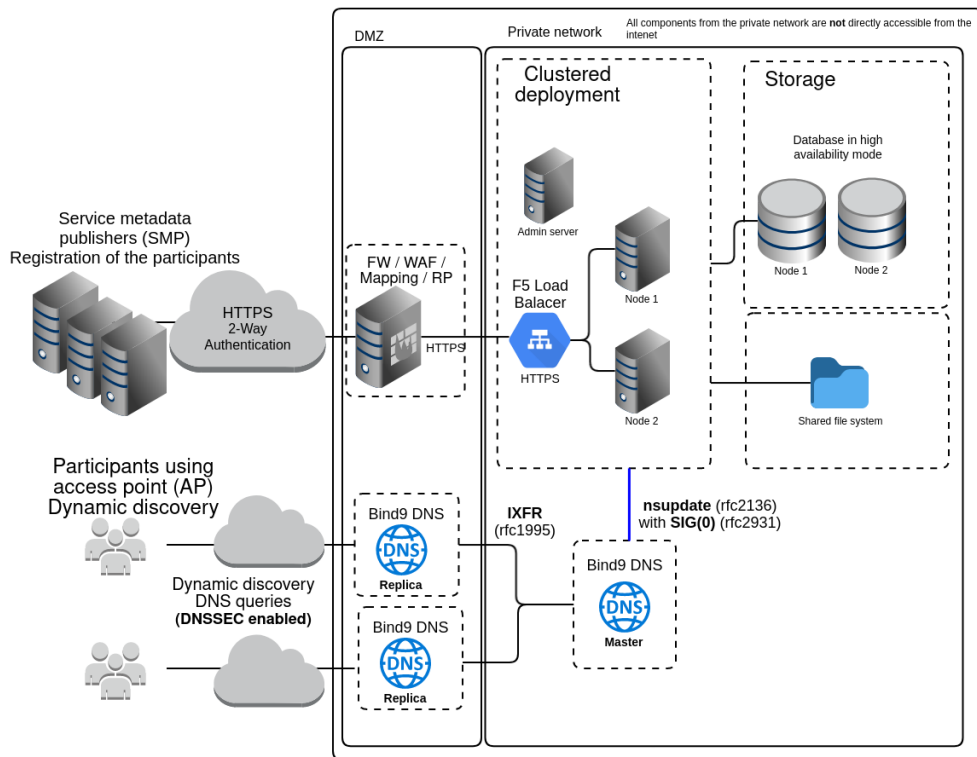 DMZ
Private network
All components from the private network are not directly accessible from the
intenet
Clustered
deployment
Storage
Database in high
availability mode
Admin server
Node 1
Node 2
Service metadata
publishers (SMP)
Registration of the participants
HTTPS
2-Way
Authentication
FW / WAF /
Mapping / RP
HTTPS
F5 Load
Balacer
HTTPS
Node 1
Node 2
Shared file system
Participants using
access point (AP)
Dynamic discovery
Bind9 DNS
DNS
Replica
IXFR
(rfc1995)
nsupdate (rfc2136)
with SIG(0) (rfc2931)
Bind9 DNS
DNS
Master
Dynamic discovery
DNS queries
(DNSSEC enabled)
Bind9 DNS
DNS
Replica